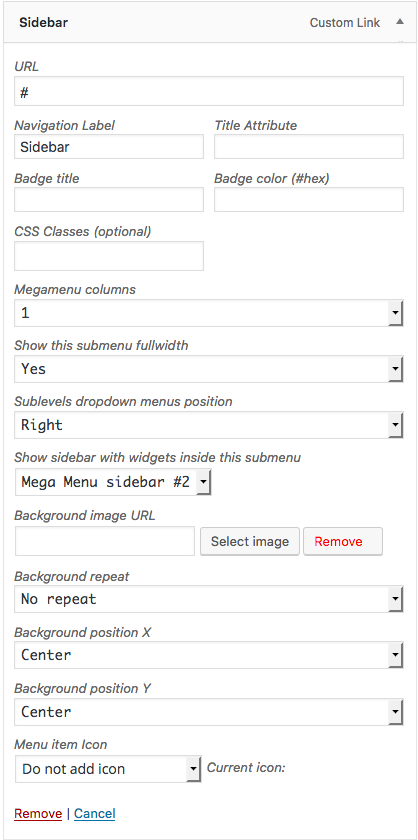 Sidebar Custom Link
URL
#
Navigation Label Title Attribute
Sidebar
Badge title Badge color (#hex)
CSS Classes (optional)
Megamenu columns
1
Show this submenu fullwidth
Yes
Sublevels dropdown menus position
Right
Show sidebar with widgets inside this submenu
Mega Menu sidebar #2
Background image URL
Select image Remove
Background repeat
No repeat
Background position X
Center
Background position Y
Center
Menu item Icon
Do not add icon Current icon:
Remove | Cancel